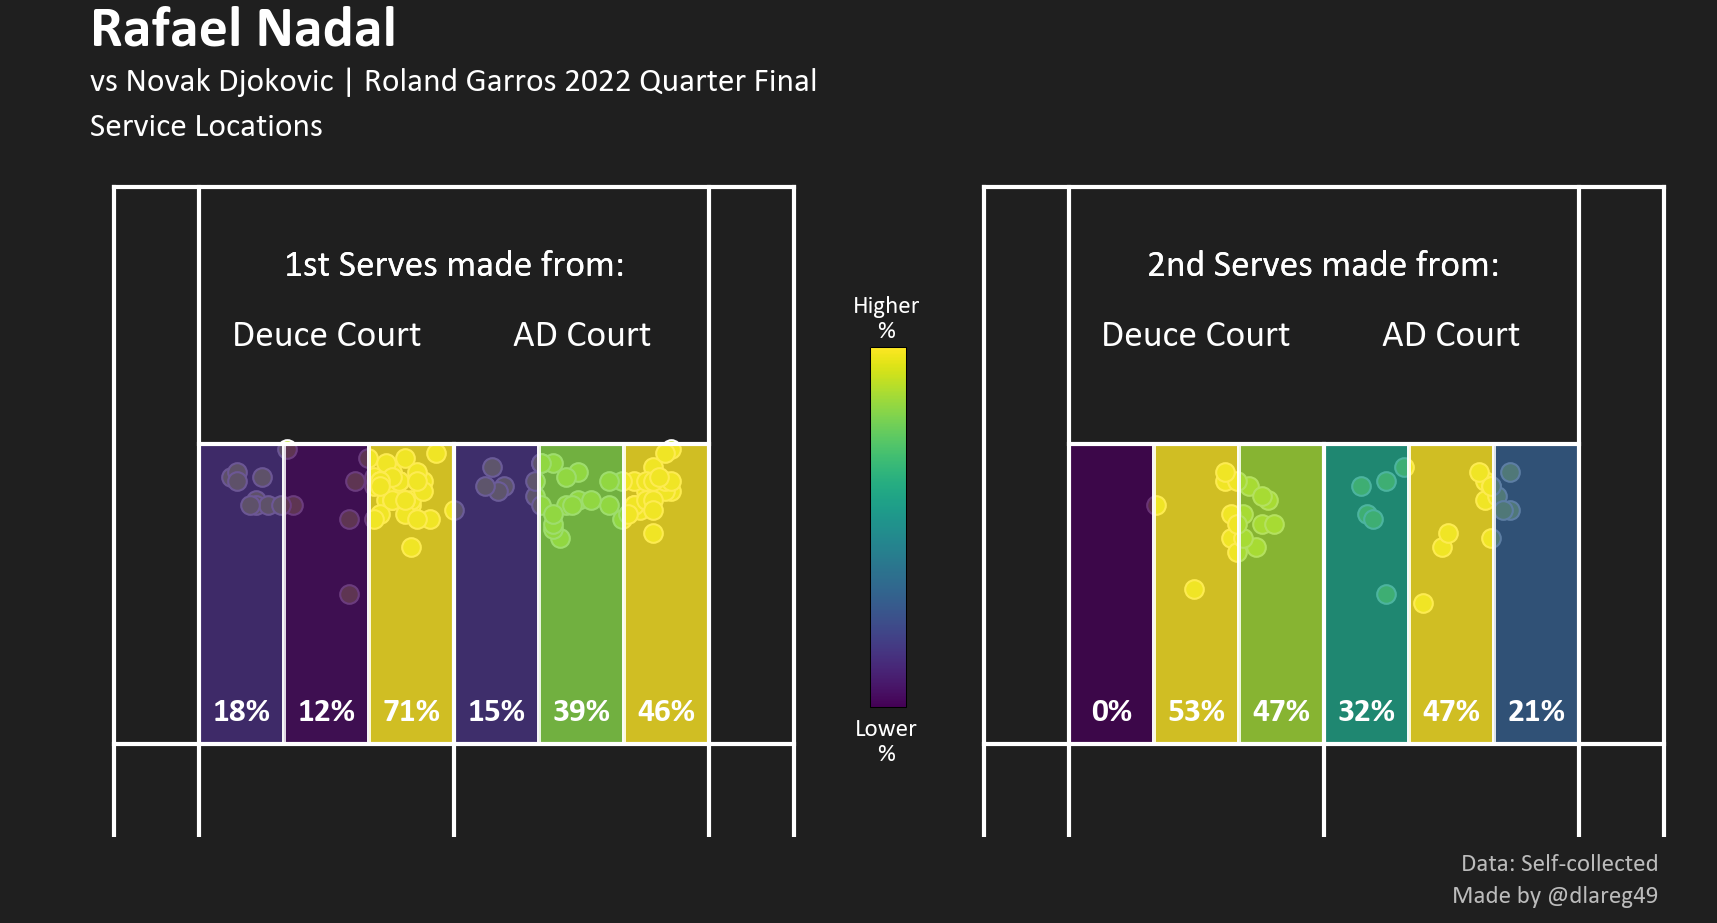 Rafael Nadal
vs Novak Djokovic | Roland Garros 2022 Quarter Final
Service Locations
1st Serves made from:
Deuce Court AD Court
18% 12% 71% 15% 39% 46%
Higher
%
Lower
%
2nd Serves made from:
Deuce Court AD Court
0% 53% 47% 32% 47% 21%
Data: Self-collected
Made by @dlareg49